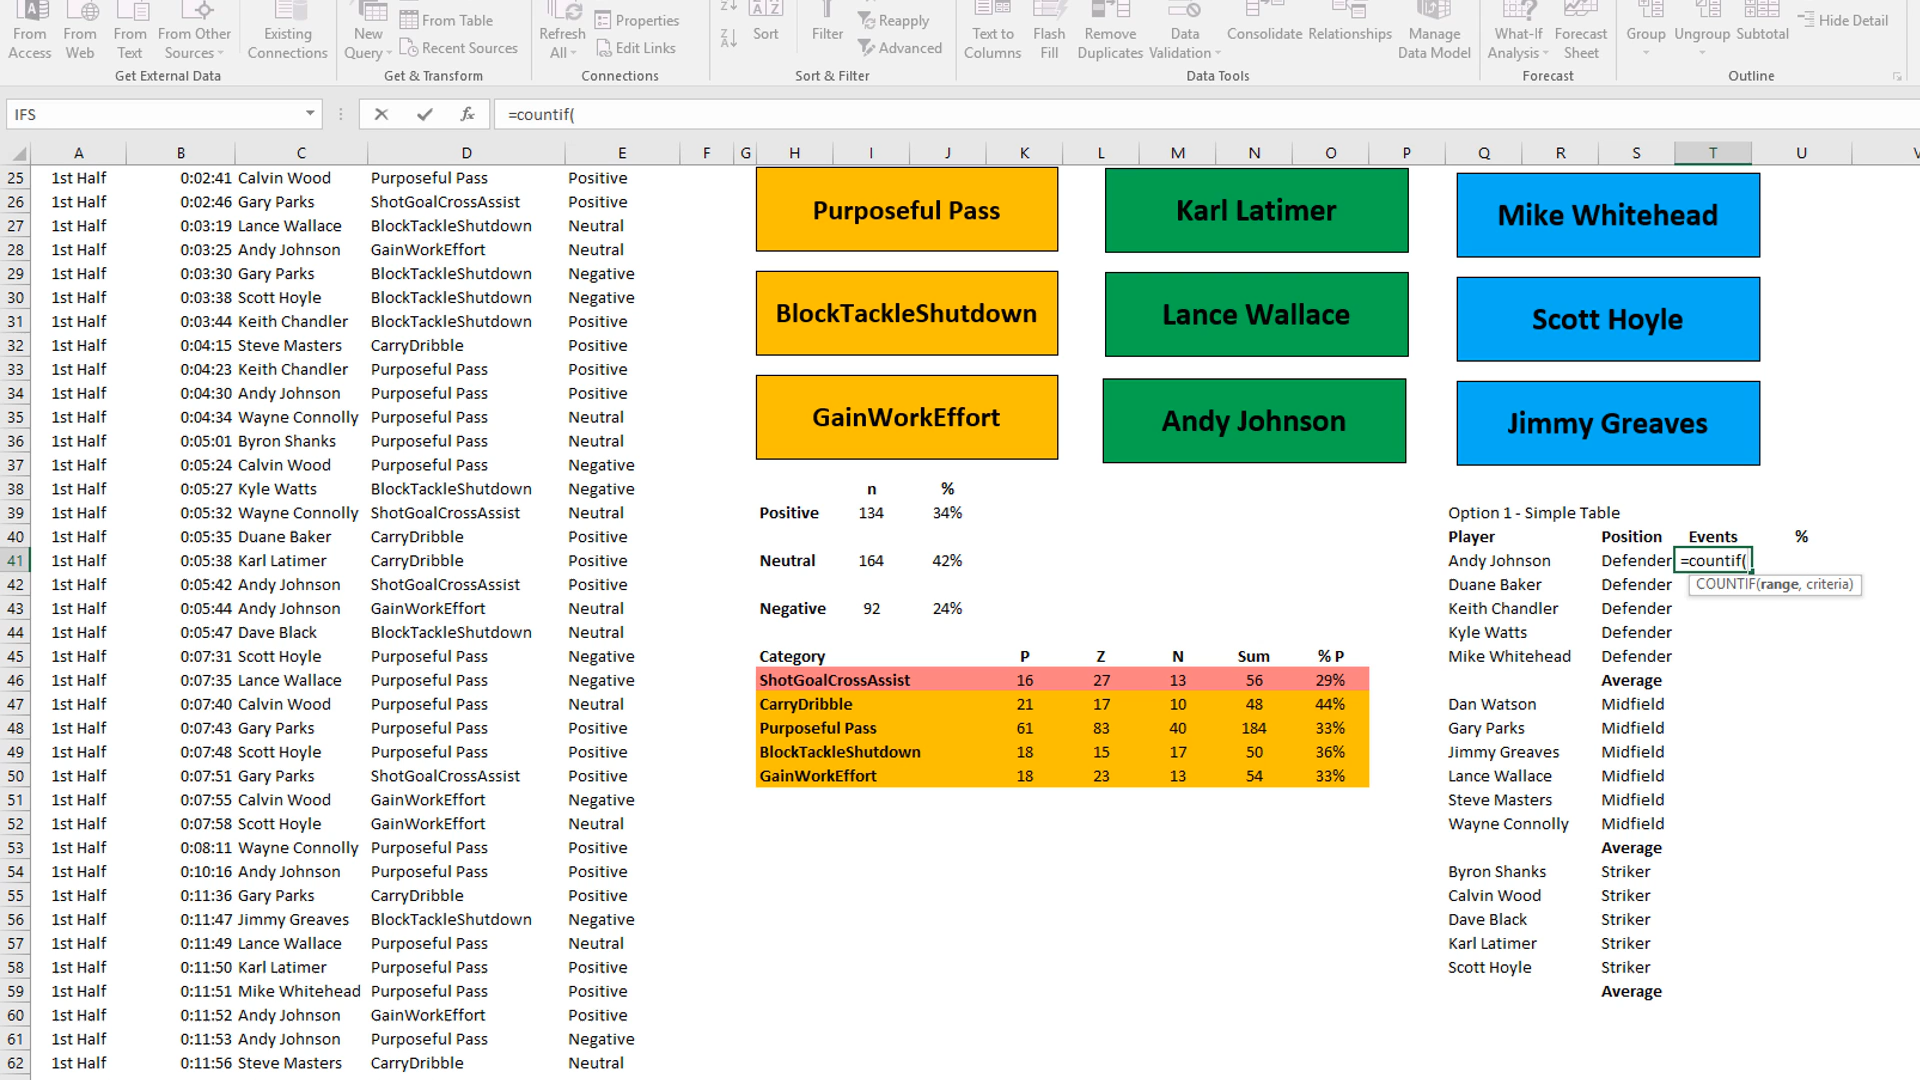 From Access
From Web
From Text
From Other Sources
Existing Connections
New Query
From Table
Recent Sources
Refresh All
Properties
Edit Links
Sort
Filter
Reapply
Advanced
Text to Columns
Flash Fill
Remove Duplicates
Data Validation
Consolidate
Relationships
Manage Data Model
What-If Analysis
Forecast Sheet
Group
Ungroup
Subtotal
Hide Detail
Get External Data
Get & Transform
Connections
Sort & Filter
Data Tools
Forecast
Outline
IFS
fx
=countif(
A B C D E F G H I J K L M N O P Q R S T U V
25 1st Half 0:02:41 Calvin Wood Purposeful Pass Positive
26 1st Half 0:02:46 Gary Parks ShotGoalCrossAssist Positive
27 1st Half 0:03:19 Lance Wallace BlockTackleShutdown Neutral
28 1st Half 0:03:25 Andy Johnson GainWorkEffort Neutral
29 1st Half 0:03:30 Gary Parks BlockTackleShutdown Negative
30 1st Half 0:03:38 Scott Hoyle BlockTackleShutdown Negative
31 1st Half 0:03:44 Keith Chandler BlockTackleShutdown Positive
32 1st Half 0:04:15 Steve Masters CarryDribble Positive
33 1st Half 0:04:23 Keith Chandler Purposeful Pass Positive
34 1st Half 0:04:30 Andy Johnson Purposeful Pass Positive
35 1st Half 0:04:34 Wayne Connolly Purposeful Pass Neutral
36 1st Half 0:05:01 Byron Shanks Purposeful Pass Neutral
37 1st Half 0:05:24 Calvin Wood Purposeful Pass Negative
38 1st Half 0:05:27 Kyle Watts BlockTackleShutdown Negative
39 1st Half 0:05:32 Wayne Connolly ShotGoalCrossAssist Neutral
40 1st Half 0:05:35 Duane Baker CarryDribble Positive
41 1st Half 0:05:38 Karl Latimer CarryDribble Positive
42 1st Half 0:05:42 Andy Johnson ShotGoalCrossAssist Positive
43 1st Half 0:05:44 Andy Johnson GainWorkEffort Neutral
44 1st Half 0:05:47 Dave Black BlockTackleShutdown Neutral
45 1st Half 0:07:31 Scott Hoyle Purposeful Pass Negative
46 1st Half 0:07:35 Lance Wallace Purposeful Pass Negative
47 1st Half 0:07:40 Calvin Wood Purposeful Pass Neutral
48 1st Half 0:07:43 Gary Parks Purposeful Pass Positive
49 1st Half 0:07:48 Scott Hoyle Purposeful Pass Positive
50 1st Half 0:07:51 Gary Parks ShotGoalCrossAssist Positive
51 1st Half 0:07:55 Calvin Wood GainWorkEffort Negative
52 1st Half 0:07:58 Scott Hoyle GainWorkEffort Neutral
53 1st Half 0:08:11 Wayne Connolly Purposeful Pass Positive
54 1st Half 0:10:16 Andy Johnson Purposeful Pass Positive
55 1st Half 0:11:36 Gary Parks CarryDribble Positive
56 1st Half 0:11:47 Jimmy Greaves BlockTackleShutdown Negative
57 1st Half 0:11:49 Lance Wallace Purposeful Pass Neutral
58 1st Half 0:11:50 Karl Latimer Purposeful Pass Positive
59 1st Half 0:11:51 Mike Whitehead Purposeful Pass Positive
60 1st Half 0:11:52 Andy Johnson GainWorkEffort Positive
61 1st Half 0:11:53 Andy Johnson Purposeful Pass Negative
62 1st Half 0:11:56 Steve Masters CarryDribble Neutral
Purposeful Pass Karl Latimer Mike Whitehead
BlockTackleShutdown Lance Wallace Scott Hoyle
GainWorkEffort Andy Johnson Jimmy Greaves
n %
Positive 134 34%
Neutral 164 42%
Negative 92 24%
Category P Z N Sum % P
ShotGoalCrossAssist 16 27 13 56 29%
CarryDribble 21 17 10 48 44%
Purposeful Pass 61 83 40 184 33%
BlockTackleShutdown 18 15 17 50 36%
GainWorkEffort 18 23 13 54 33%
Option 1 - Simple Table
Player Position Events %
Andy Johnson Defender =countif(
COUNTIF(range, criteria)
Duane Baker Defender
Keith Chandler Defender
Kyle Watts Defender
Mike Whitehead Defender
Average
Dan Watson Midfield
Gary Parks Midfield
Jimmy Greaves Midfield
Lance Wallace Midfield
Steve Masters Midfield
Wayne Connolly Midfield
Average
Byron Shanks Striker
Calvin Wood Striker
Dave Black Striker
Karl Latimer Striker
Scott Hoyle Striker
Average